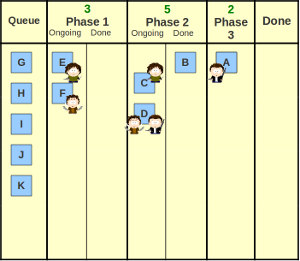 Queue
3
Phase 1
Ongoing Done
5
Phase 2
Ongoing Done
2
Phase
3
Done
G
E
B
A
C
H
F
D
I
J
K